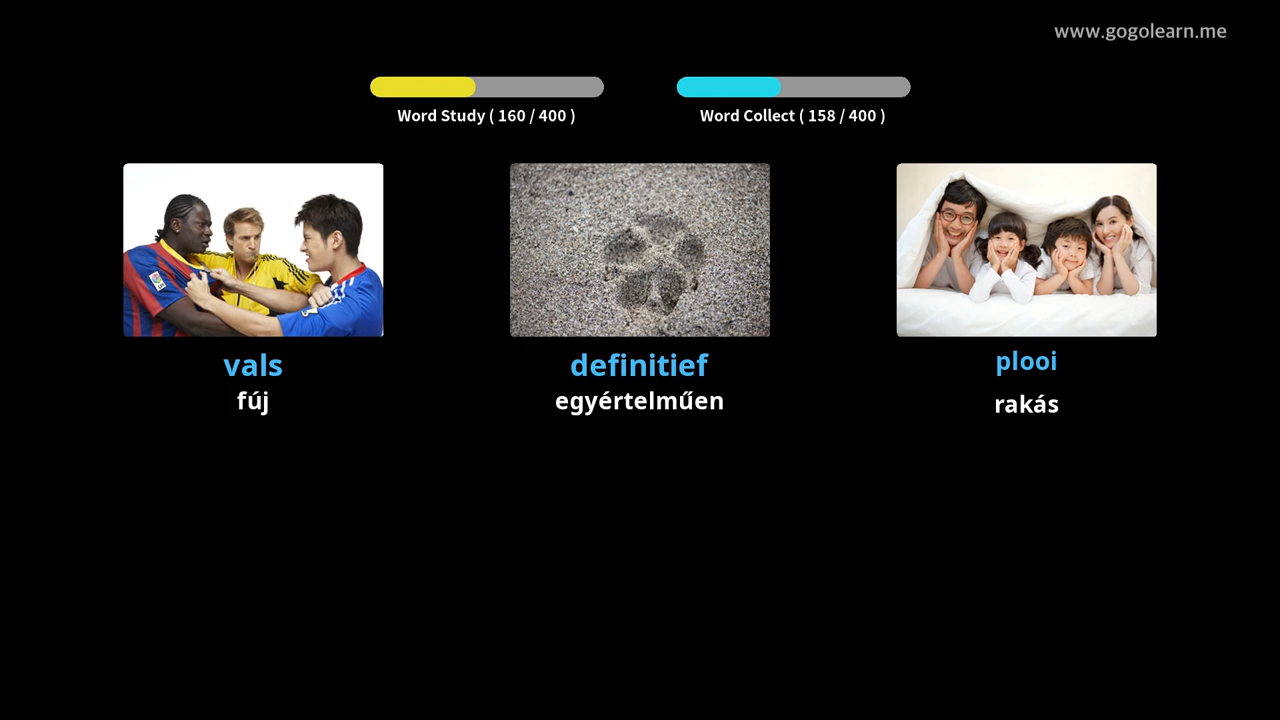 www.gogolearn.me
Word Study ( 160 / 400 )
Word Collect ( 158 / 400 )
vals
definitief
plooi
fúj
egyértelműen
rakás